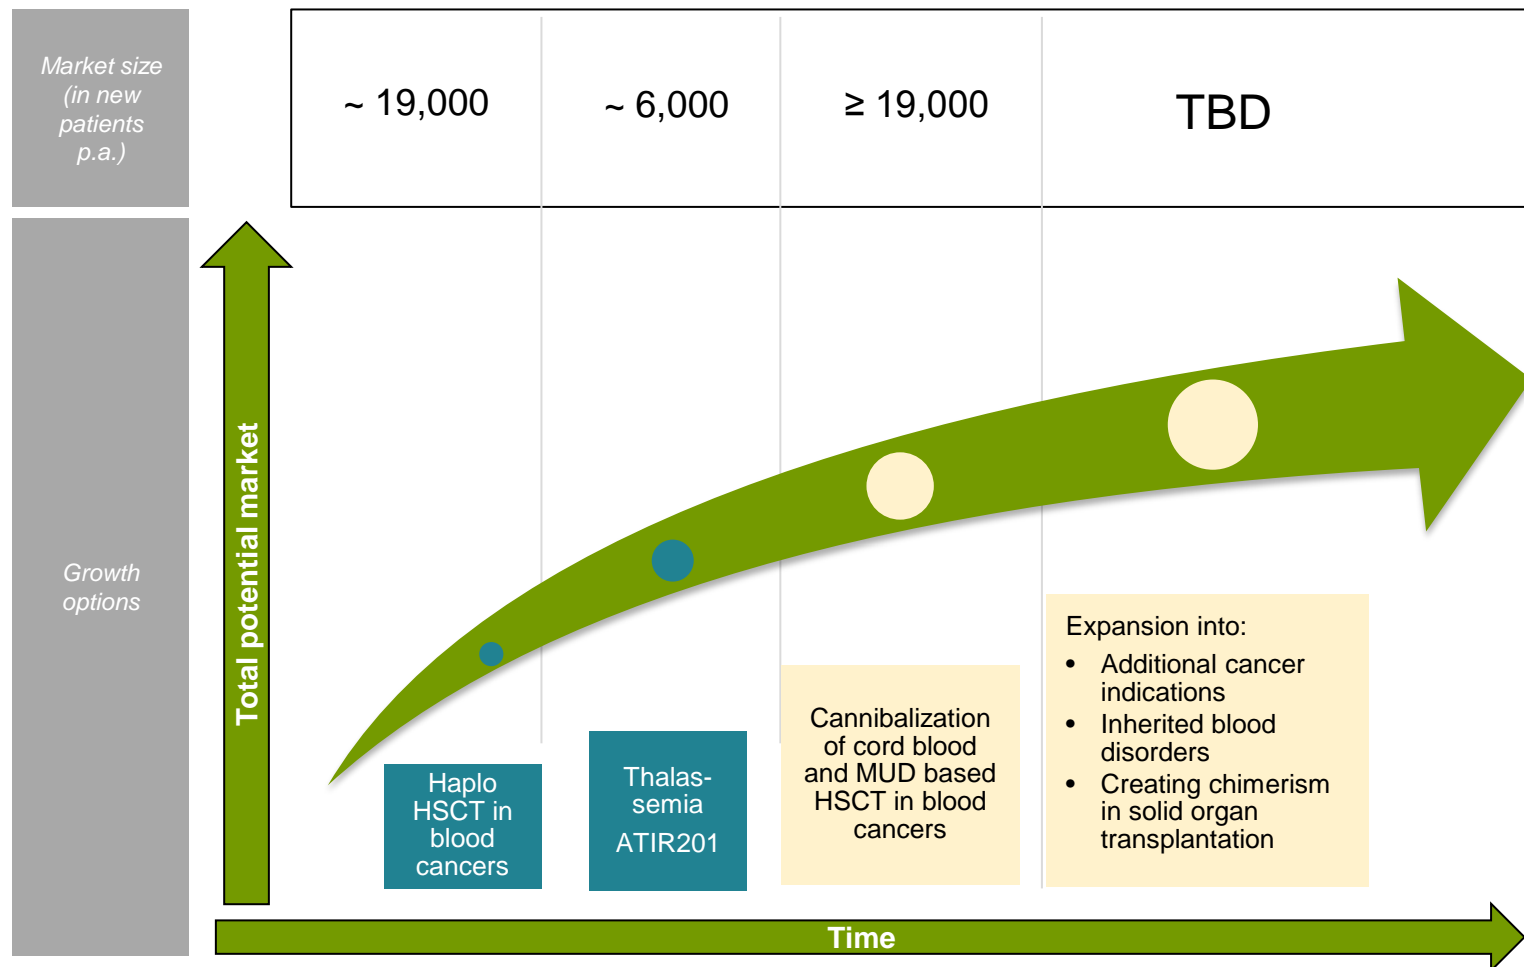 Market size
(in new
patients
p.a.)
~ 19,000
~ 6,000
≥ 19,000
TBD
Growth
options
Total potential market
Haplo
HSCT in
blood
cancers
Thalas-
semia
ATIR201
Cannibalization
of cord blood
and MUD based
HSCT in blood
cancers
Expansion into:
• Additional cancer
indications
• Inherited blood
disorders
• Creating chimerism
in solid organ
transplantation
Time